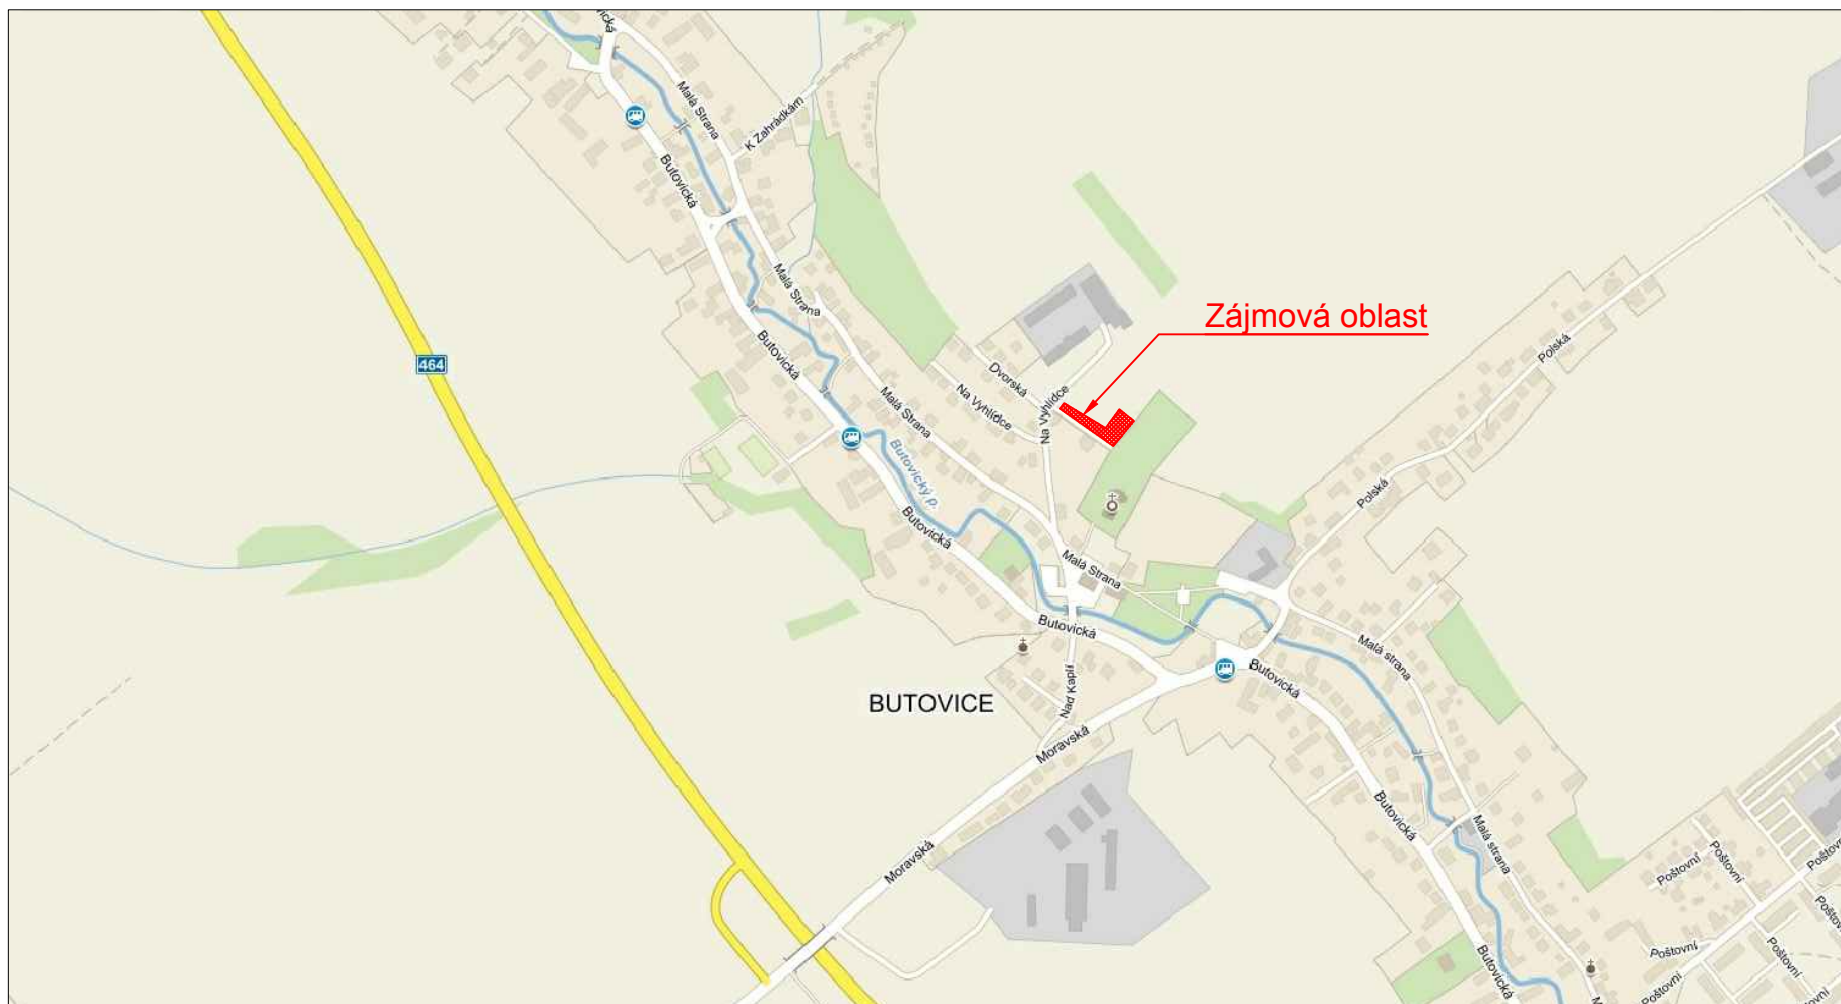 vická
Malá Strana
K Zahrádkám
Butovická
Malá Strana
Zájmová oblast
Butovická
464
Dvorská
Polská
Na Vyhlídce
Na Vyhlídce
Malá Strana
Butovický p.
Polská
Butovická
Malá Strana
Butovická
Malá strana
Butovická
Nad Kaplí
BUTOVICE
Moravská
Butovická
Malá strana
Moravská
Poštovní
Poštovní
Poštovní
Poštovní
Poštovní
Poštovní
Butovická
Poštovní
Poštovní
M